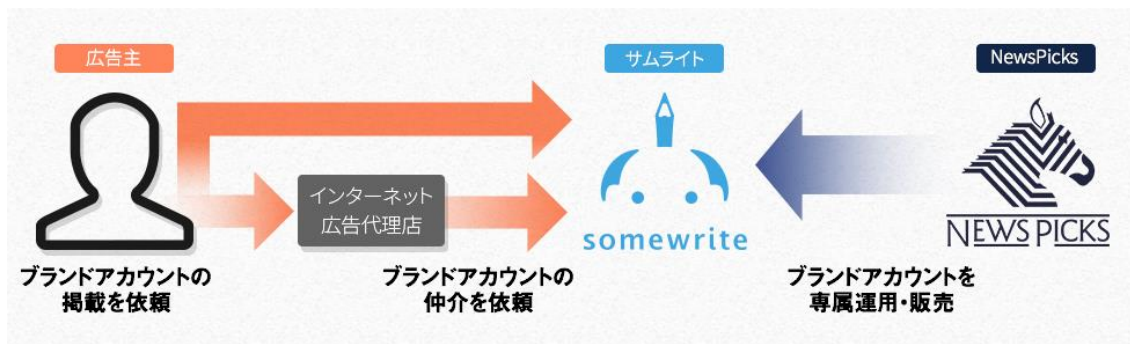 広告主
サムライト
NewsPicks
インターネット
広告代理店
somewrite
NEWSPICKS
ブランドアカウントの
掲載を依頼
ブランドアカウントの
仲介を依頼
ブランドアカウントを
専属運用・販売